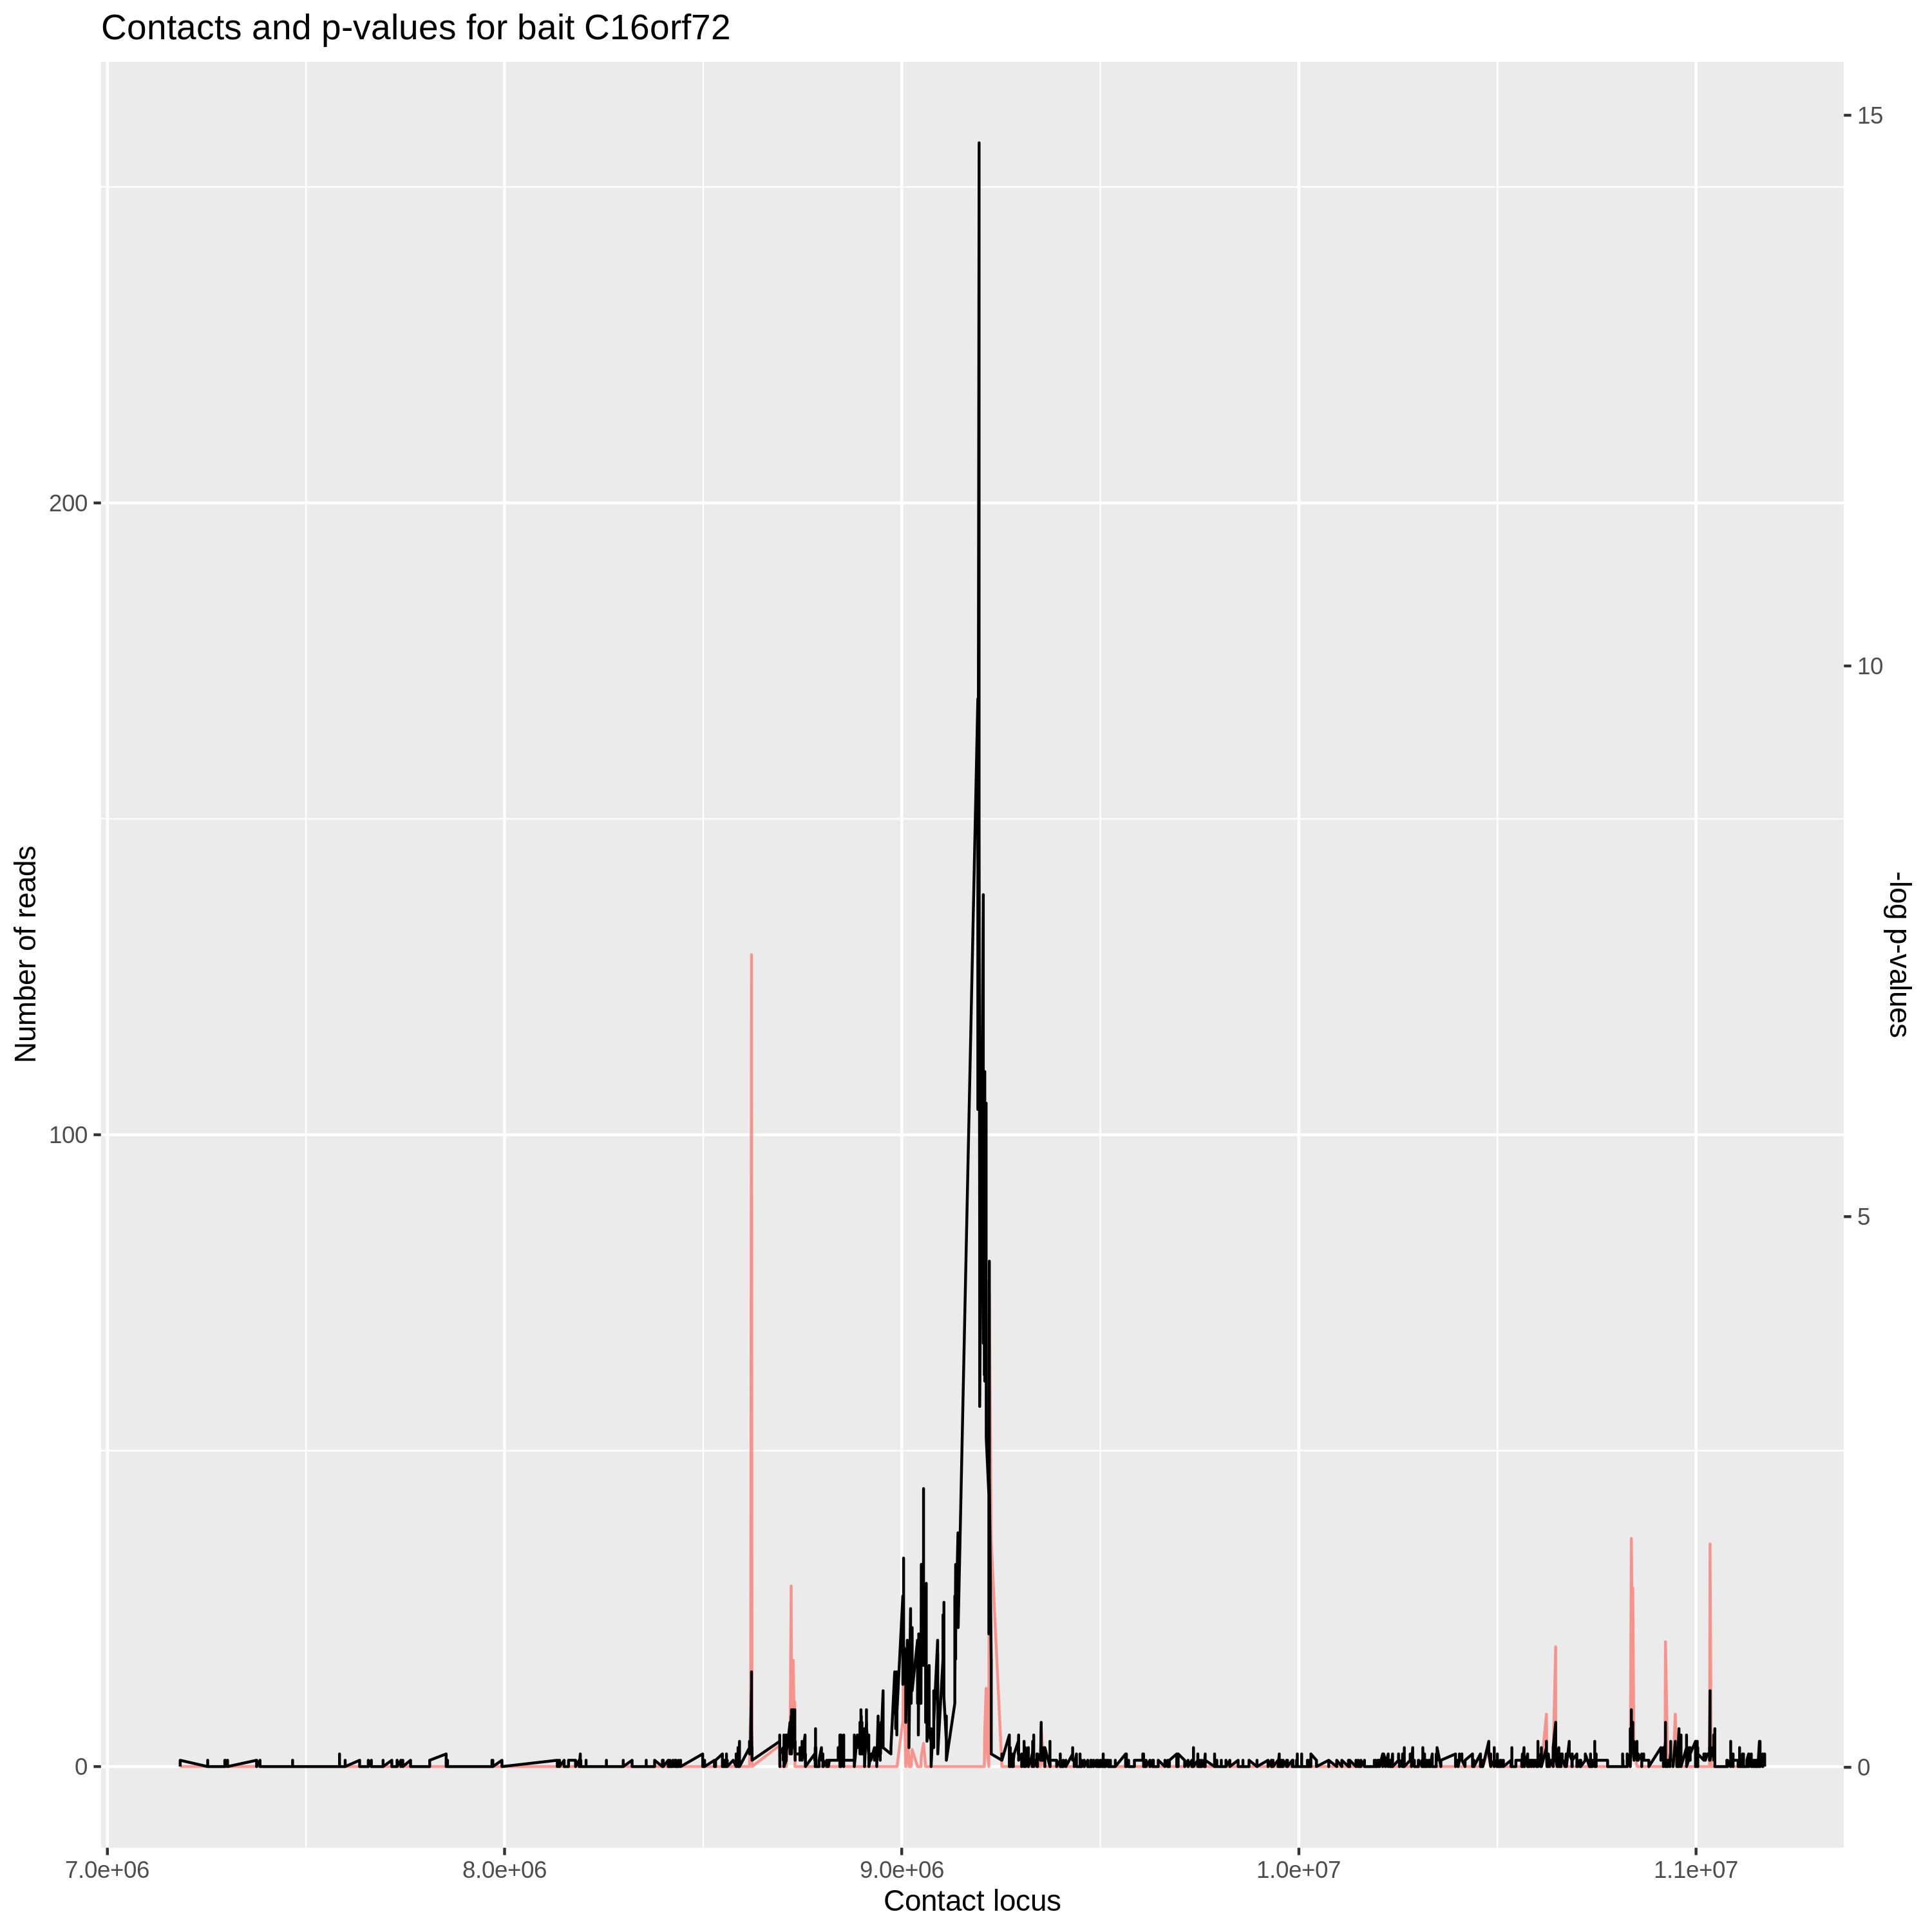 Contacts and p-values for bait C16orf72
15
200
10
Number of reads
-log p-values
100
5
0
0
7.0e+06
8.0e+06
9.0e+06
1.0e+07
1.1e+07
Contact locus